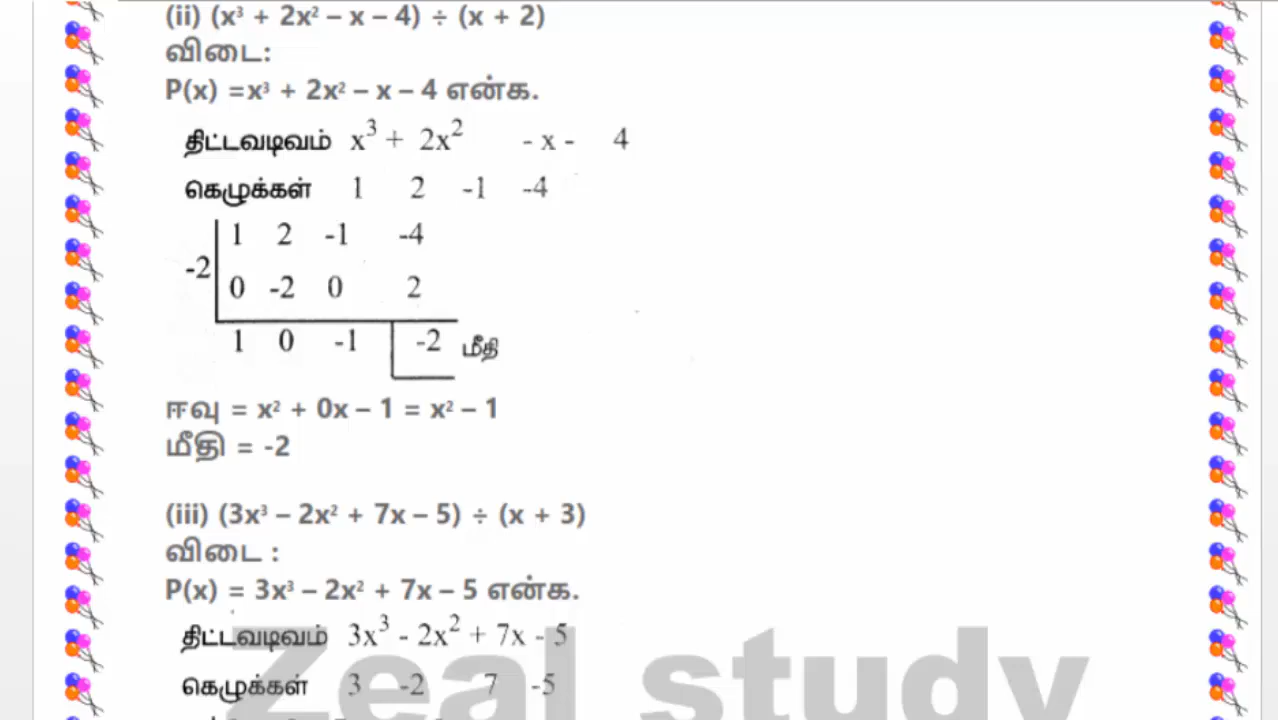 (ii) (x³ + 2x² – x – 4) ÷ (x + 2)
விடை:
P(x) =x³ + 2x² – x – 4 என்க.
திட்டவடிவம் x³ + 2x² - x - 4
கெழுக்கள் 1 2 -1 -4
1 2 -1 -4
-2
0 -2 0 2
1 0 -1 -2 மீதி
ஈவு = x² + 0x – 1 = x² – 1
மீதி = -2
(iii) (3x³ – 2x² + 7x – 5) ÷ (x + 3)
விடை :
P(x) = 3x³ – 2x² + 7x – 5 என்க.
திட்டவடிவம் 3x³ - 2x² + 7x - 5
கெழுக்கள் 3 -2 7 -5
Zeal study